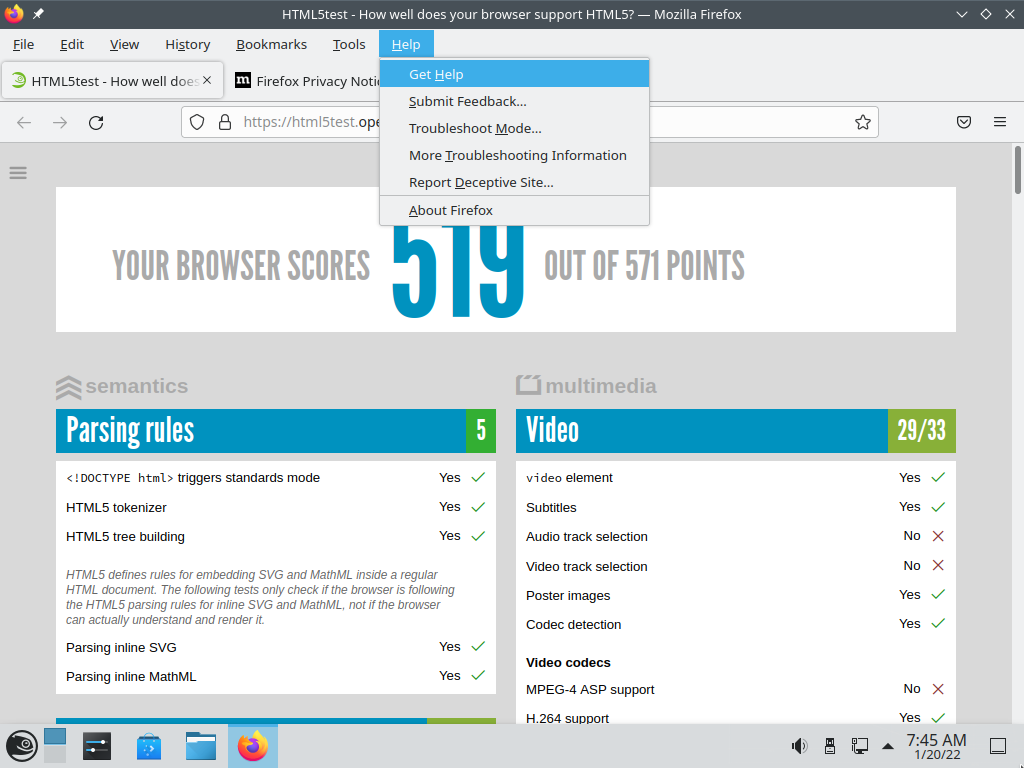 HTML5test - How well does your browser support HTML5? — Mozilla Firefox
File Edit View History Bookmarks Tools Help
HTML5test - How well does
Firefox Privacy Notic
https://html5test.ope
Get Help
Submit Feedback...
Troubleshoot Mode...
More Troubleshooting Information
Report Deceptive Site...
About Firefox
YOUR BROWSER SCORES 519 OUT OF 571 POINTS
semantics
Parsing rules 5
<!DOCTYPE html> triggers standards mode Yes
HTML5 tokenizer Yes
HTML5 tree building Yes
HTML5 defines rules for embedding SVG and MathML inside a regular
HTML document. The following tests only check if the browser is following
the HTML5 parsing rules for inline SVG and MathML, not if the browser
can actually understand and render it.
Parsing inline SVG Yes
Parsing inline MathML Yes
multimedia
Video 29/33
video element Yes
Subtitles Yes
Audio track selection No
Video track selection No
Poster images Yes
Codec detection Yes
Video codecs
MPEG-4 ASP support No
H.264 support Yes
7:45 AM
1/20/22